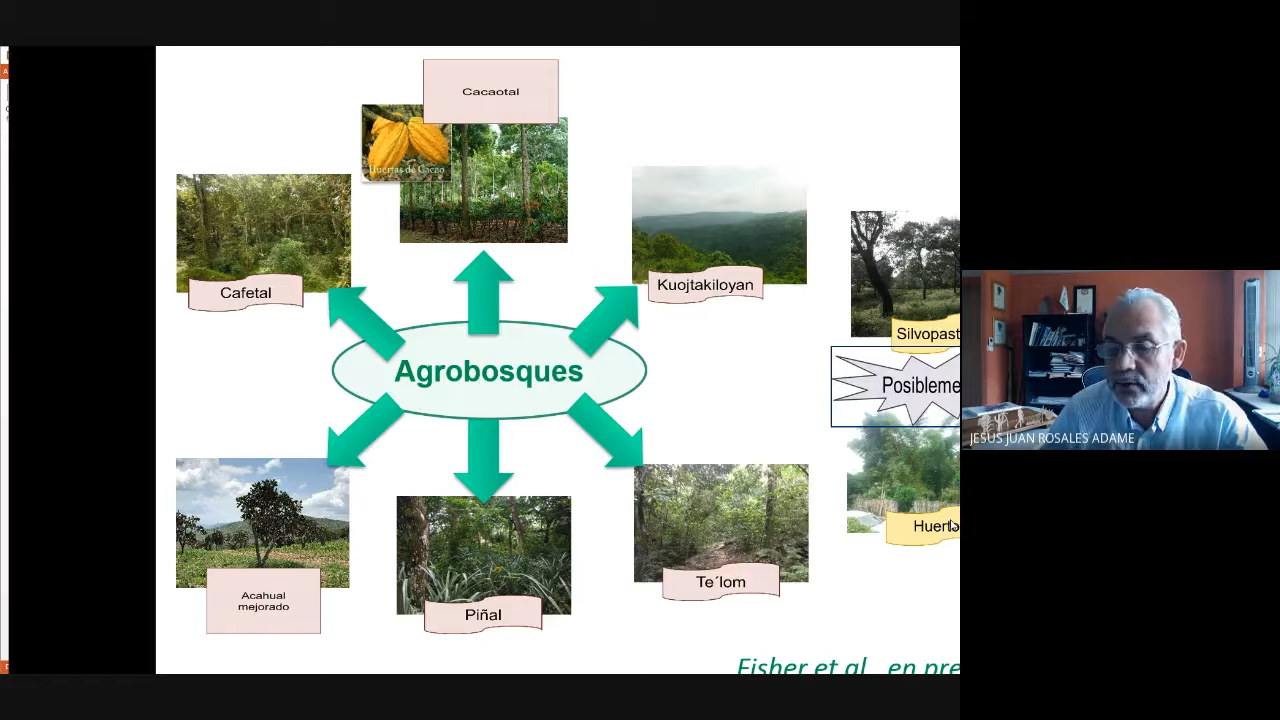 Cacaotal
Huertas de Cacao
Cafetal
Kuojtakiloyan
Silvopast
Agrobosques
Posibleme
JESUS JUAN ROSALES ADAME
Huerto
Te´lom
Acahual
mejorado
Piñal
Fisher et al., en pre